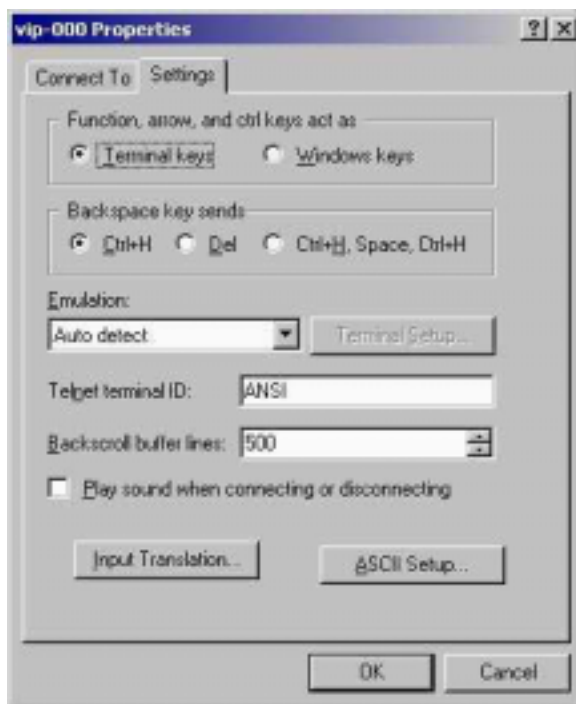 vip-000 Properties
Connect To Settings
Function, arrow, and ctrl keys act as
Terminal keys Windows keys
Backspace key sends
Ctrl+H Del Ctrl+H, Space, Ctrl+H
Emulation:
Auto detect Terminal Setup...
Telnet terminal ID: ANSI
Backscroll buffer lines: 500
Play sound when connecting or disconnecting
Input Translation... ASCII Setup...
OK Cancel